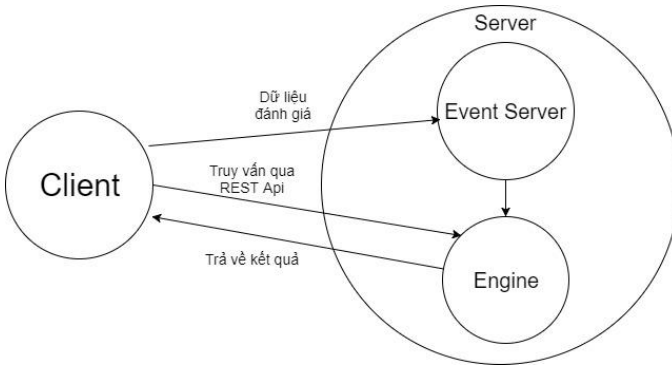 Server
Event Server
Dữ liệu
đánh giá
Client
Truy vấn qua
REST Api
Trả về kết quả
Engine